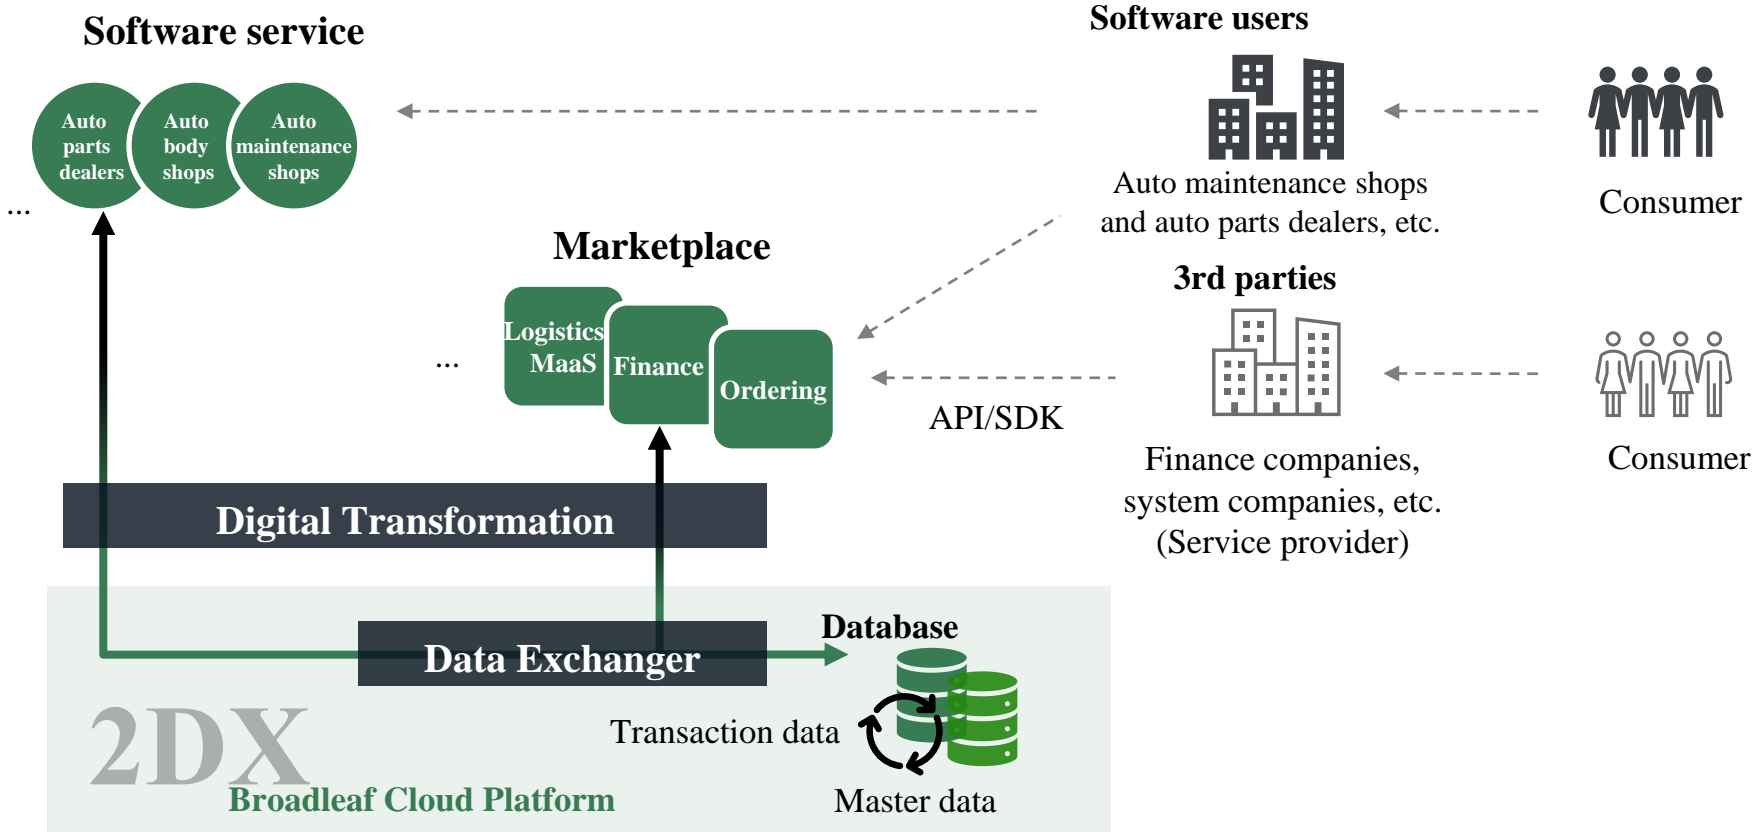 Software service
Auto
parts
dealers
Auto
body
shops
Auto
maintenance
shops
...
Software users
Auto maintenance shops
and auto parts dealers, etc.
Consumer
Marketplace
...
Logistics
MaaS
Finance
Ordering
API/SDK
3rd parties
Finance companies,
system companies, etc.
(Service provider)
Consumer
Digital Transformation
Data Exchanger
Database
Transaction data
Master data
2DX
Broadleaf Cloud Platform